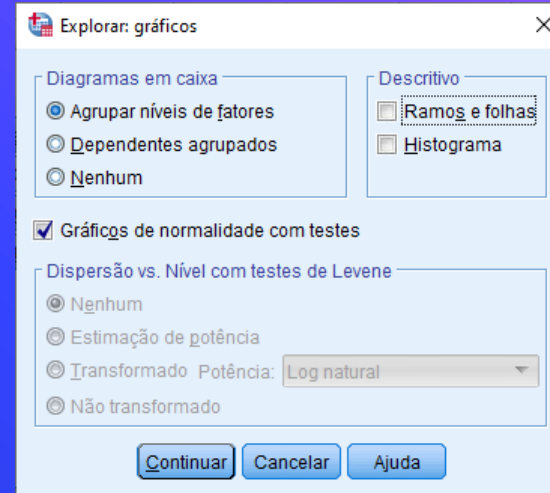 Explorar: gráficos
Diagramas em caixa
Agrupar níveis de fatores
Dependentes agrupados
Nenhum
Descritivo
Ramos e folhas
Histograma
Gráficos de normalidade com testes
Dispersão vs. Nível com testes de Levene
Nenhum
Estimação de potência
Transformado Potência: Log natural
Não transformado
Continuar Cancelar Ajuda